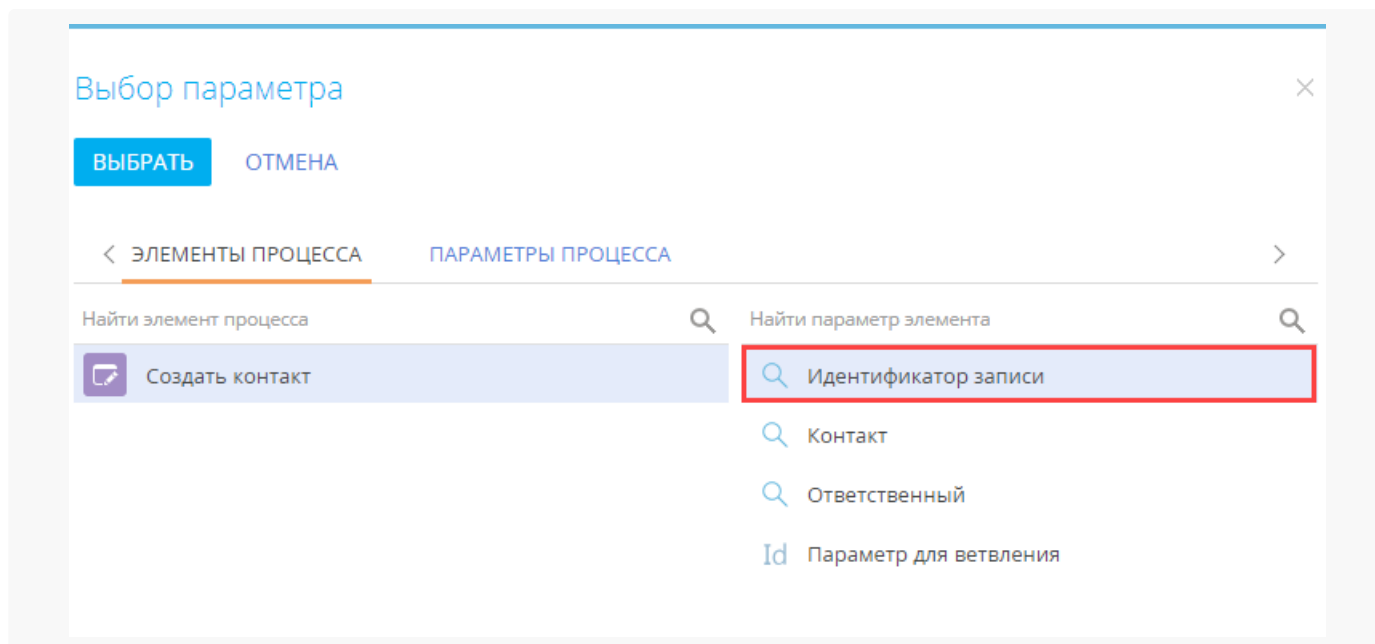 Выбор параметра
ВЫБРАТЬ ОТМЕНА
ЭЛЕМЕНТЫ ПРОЦЕССА ПАРАМЕТРЫ ПРОЦЕССА
Найти элемент процесса Найти параметр элемента
Создать контакт Идентификатор записи
Контакт
Ответственный
Id Параметр для ветвления